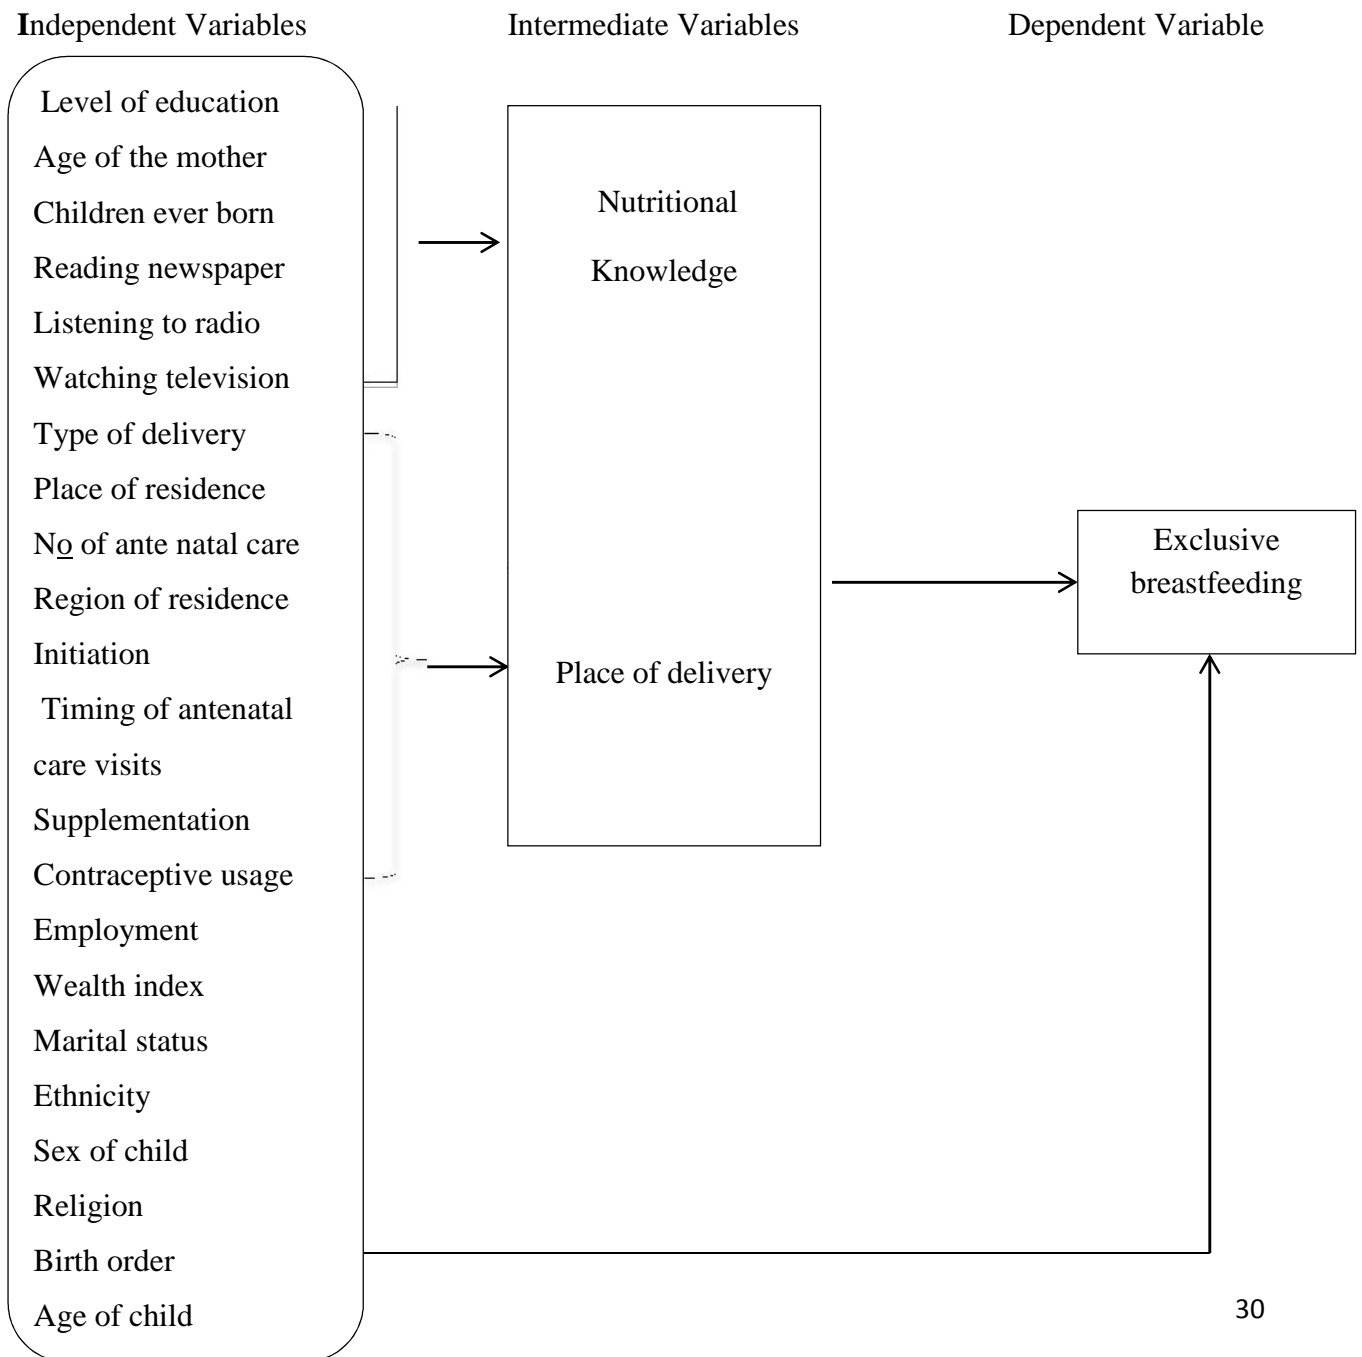 Independent Variables
Intermediate Variables
Dependent Variable
Level of education
Age of the mother
Children ever born
Reading newspaper
Listening to radio
Watching television
Type of delivery
Place of residence
No of ante natal care
Region of residence
Initiation
Timing of antenatal
care visits
Supplementation
Contraceptive usage
Employment
Wealth index
Marital status
Ethnicity
Sex of child
Religion
Birth order
Age of child
Nutritional
Knowledge
Place of delivery
Exclusive
breastfeeding
30